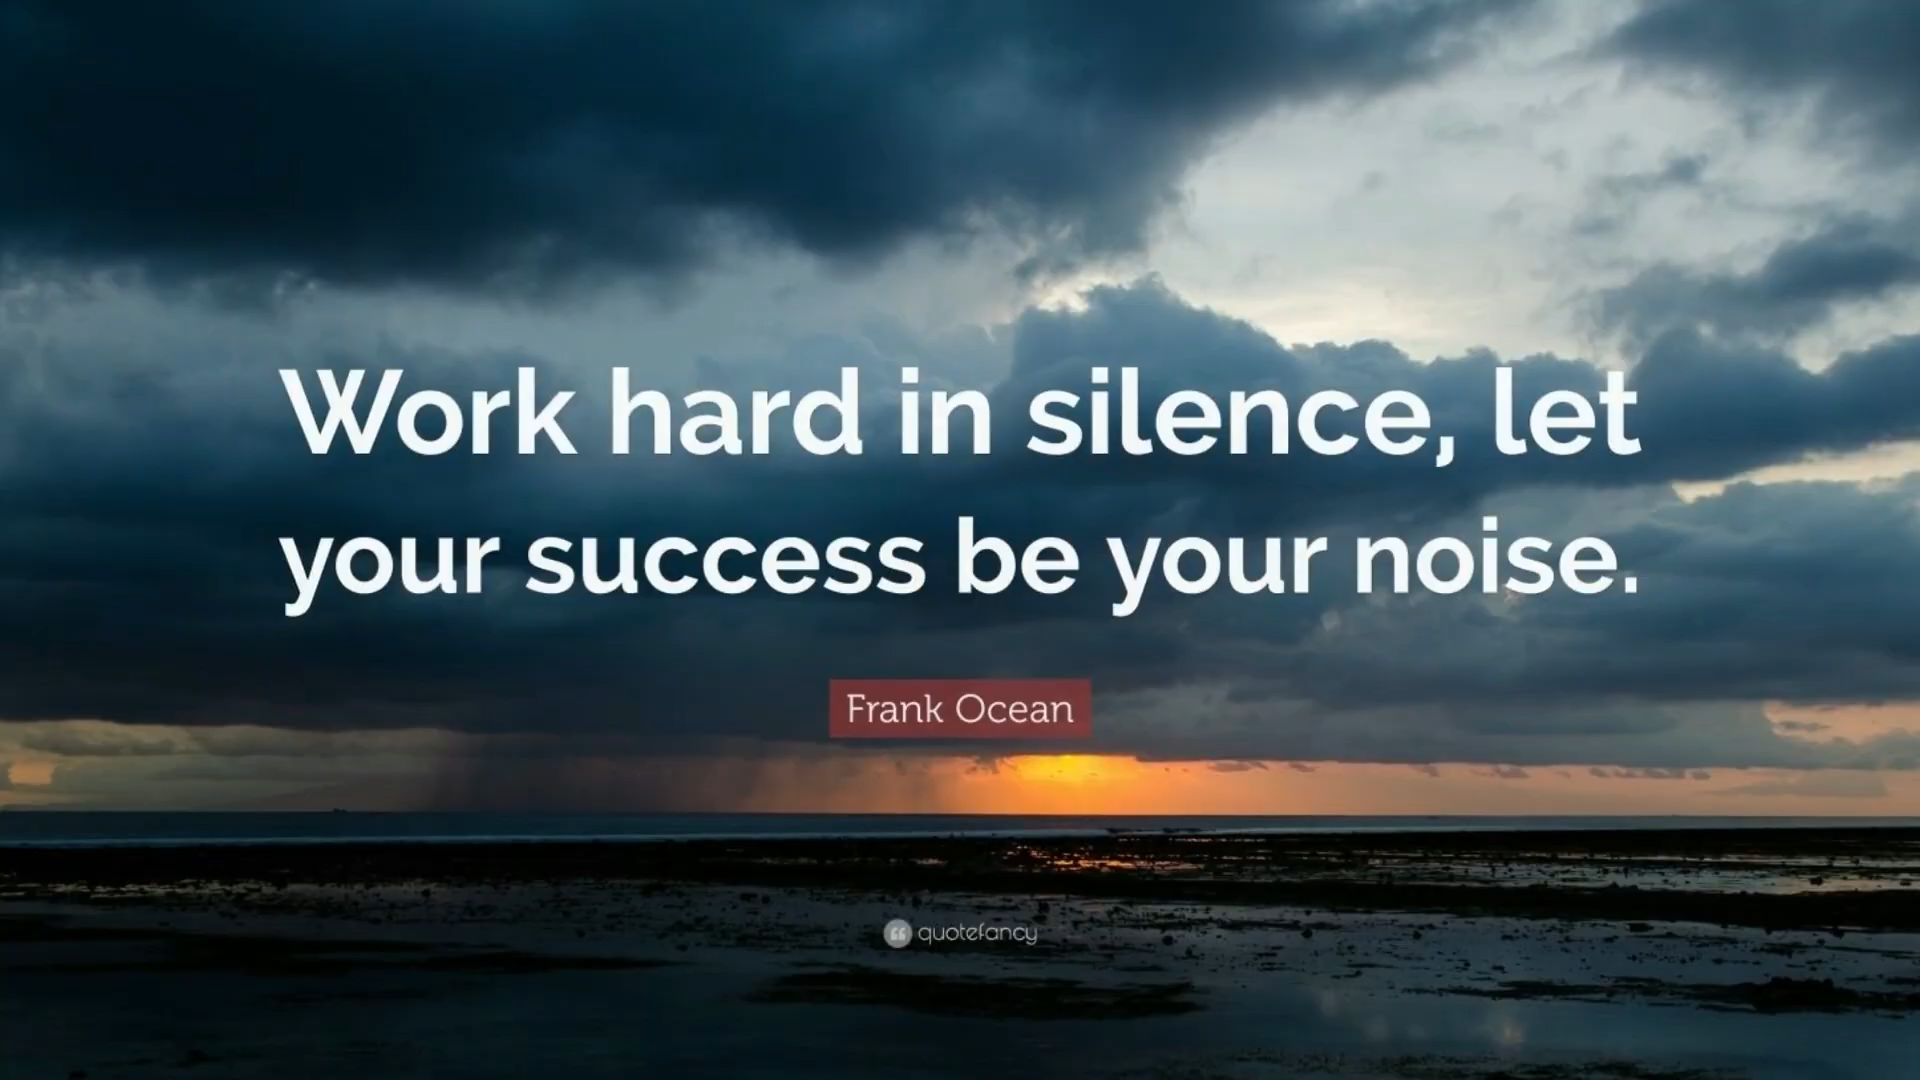 Work hard in silence, let
your success be your noise.
Frank Ocean
quotefancy